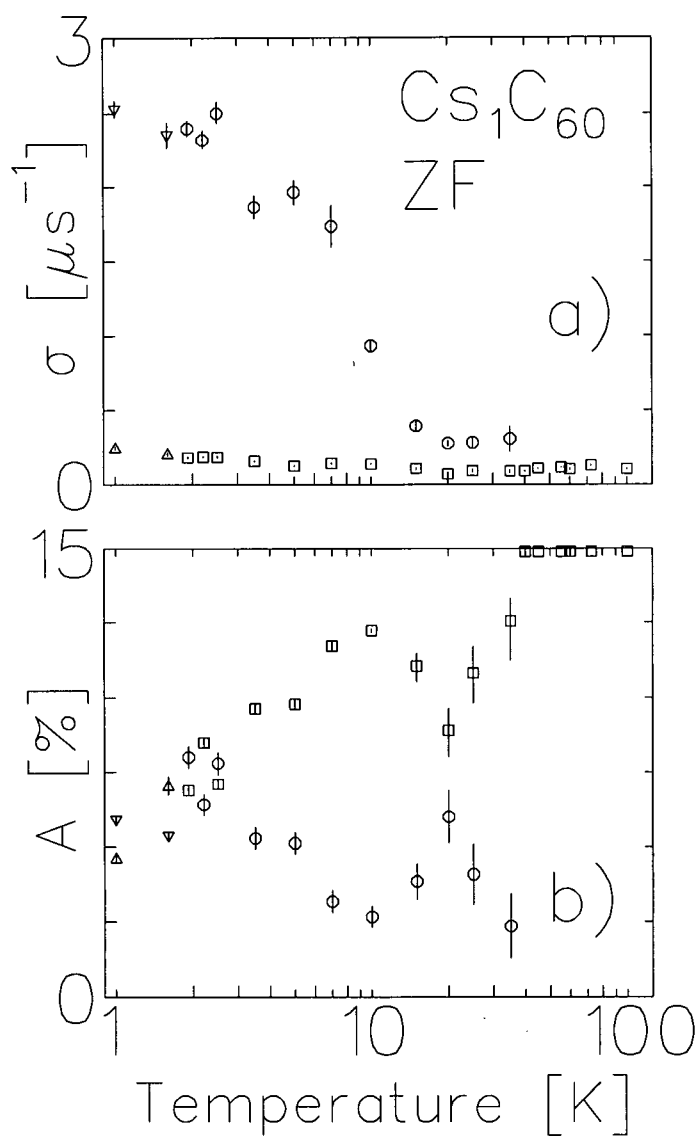 3
Cs₁C₆₀
ZF
σ [μs⁻¹]
a)
0
15
A [%]
b)
0
1 10 100
Temperature [K]